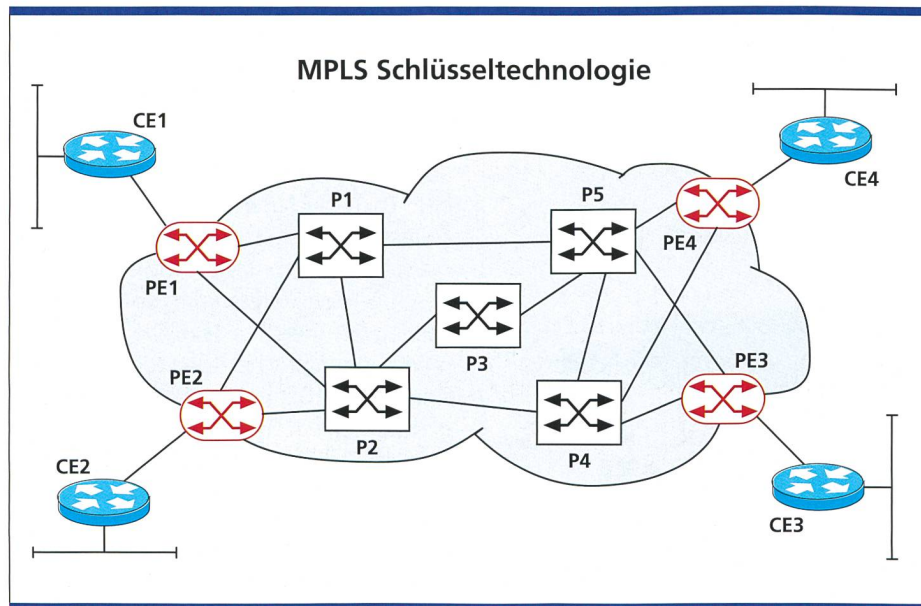 MPLS Schlüsseltechnologie
CE1
CE4
P1
P5
PE1
PE4
P3
PE2
PE3
P2
P4
CE2
CE3